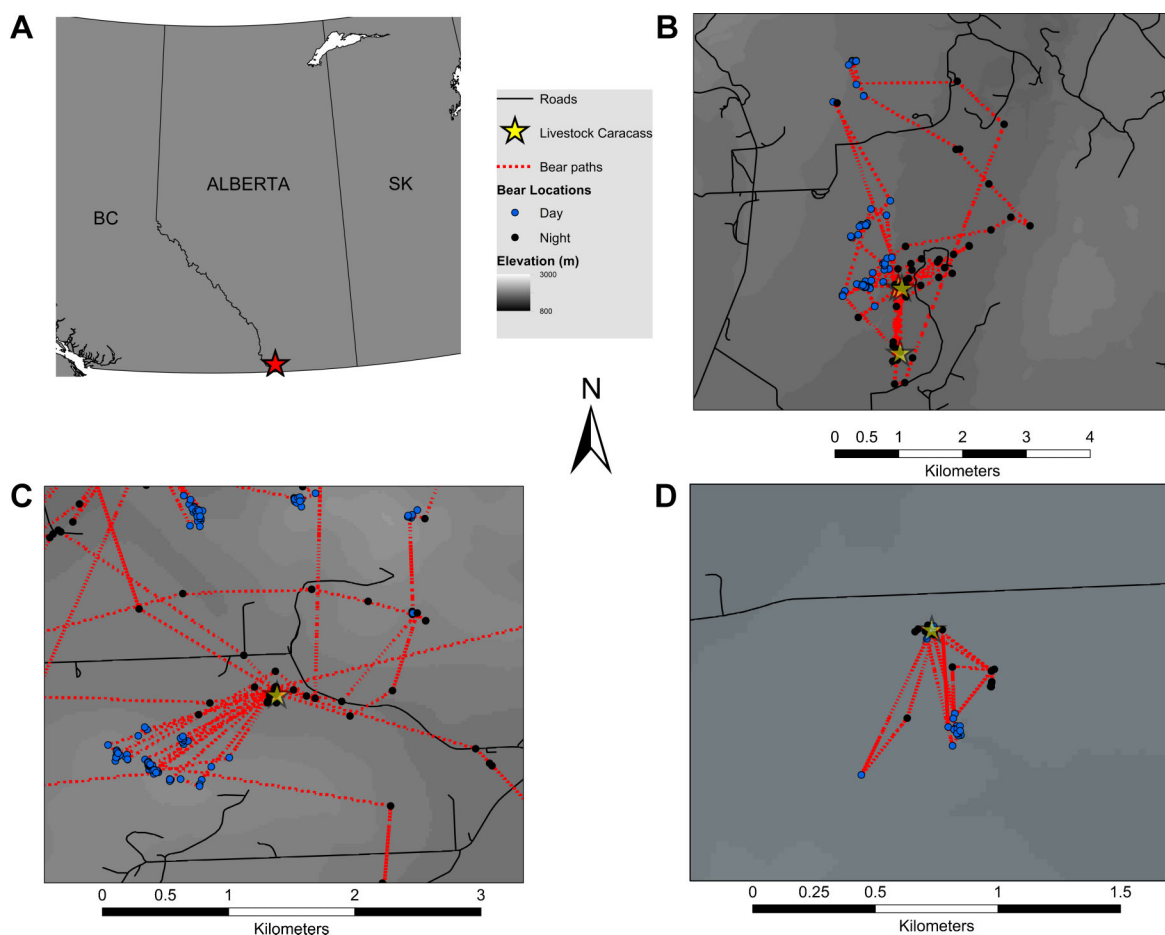 A
BC
ALBERTA
SK
Roads
Livestock Caracass
Bear paths
Bear Locations
Day
Night
Elevation (m)
3000
800
N
B
0 0.5 1 2 3 4
Kilometers
C
0 0.5 1 2 3
Kilometers
D
0 0.25 0.5 1 1.5
Kilometers